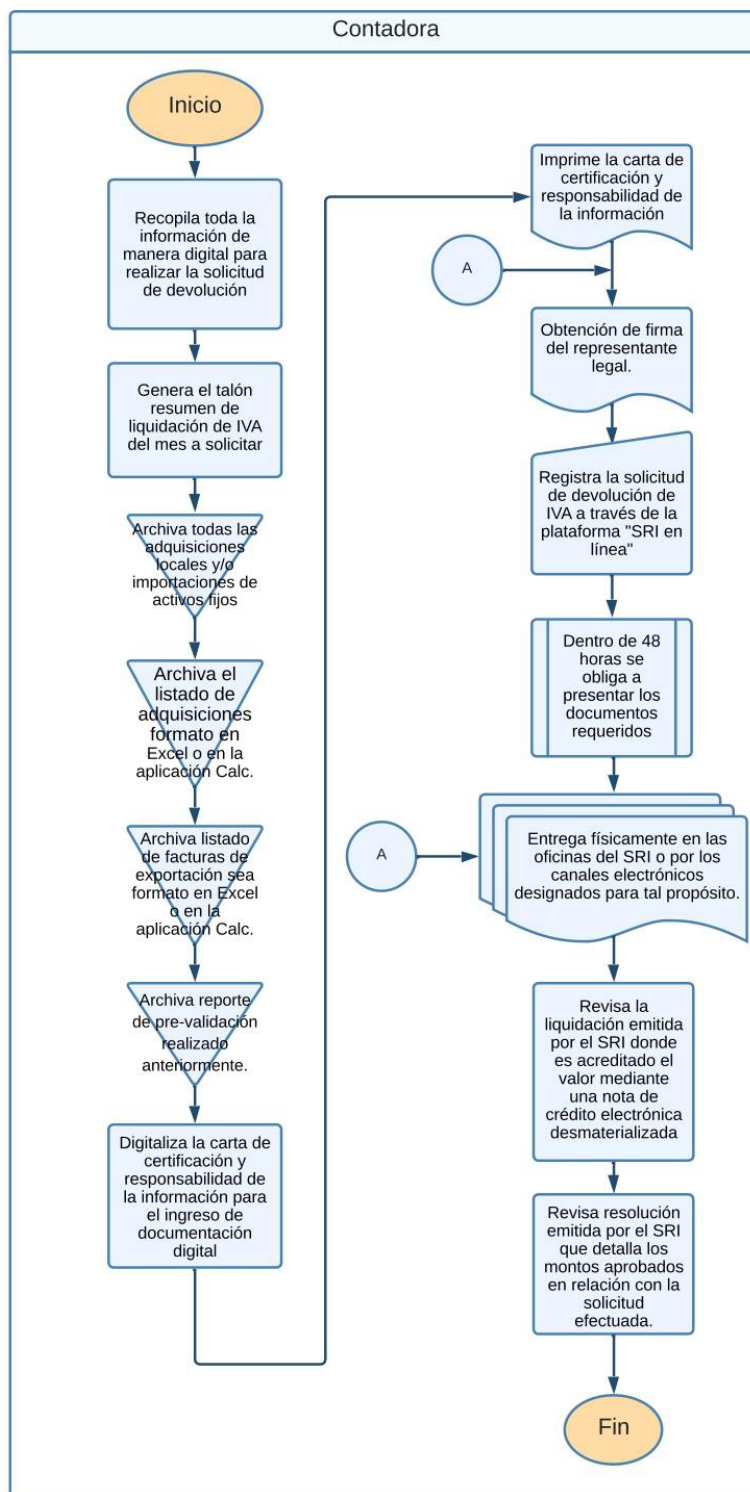 Contadora
Inicio
Recopila toda la
información de
manera digital para
realizar la solicitud
de devolución
Genera el talón
resumen de
liquidación de IVA
del mes a solicitar
Archiva todas las
adquisiciones
locales y/o
importaciones de
activos fijos
Archiva el
listado de
adquisiciones
formato en
Excel o en la
aplicación Calc.
Archiva listado
de facturas de
exportación sea
formato en Excel
o en la
aplicación Calc.
Archiva reporte
de pre-validación
realizado
anteriormente.
Digitaliza la carta de
certificación y
responsabilidad de
la información para
el ingreso de
documentación
digital
Imprime la carta de
certificación y
responsabilidad de
la información
A
Obtención de firma
del representante
legal.
Registra la solicitud
de devolución de
IVA a través de la
plataforma "SRI en
línea"
Dentro de 48
horas se
obliga a
presentar los
documentos
requeridos
A
Entrega físicamente en las
oficinas del SRI o por los
canales electrónicos
designados para tal propósito.
Revisa la
liquidación emitida
por el SRI donde
es acreditado el
valor mediante
una nota de
crédito electrónica
desmaterializada
Revisa resolución
emitida por el SRI
que detalla los
montos aprobados
en relación con la
solicitud
efectuada.
Fin